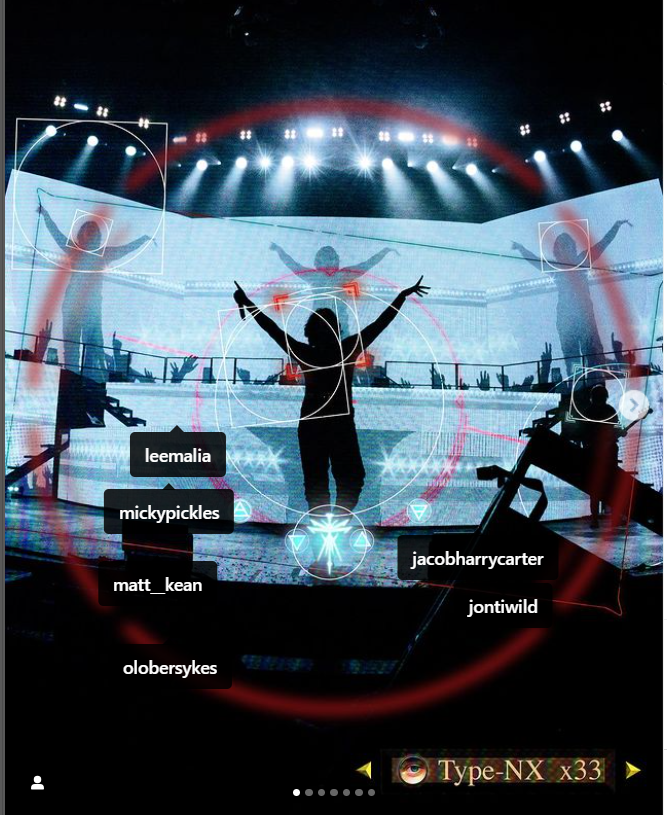 leemalia
mickypickles
jacobharrycarter
matt__kean
jontiwild
olobersykes
Type-NX x33